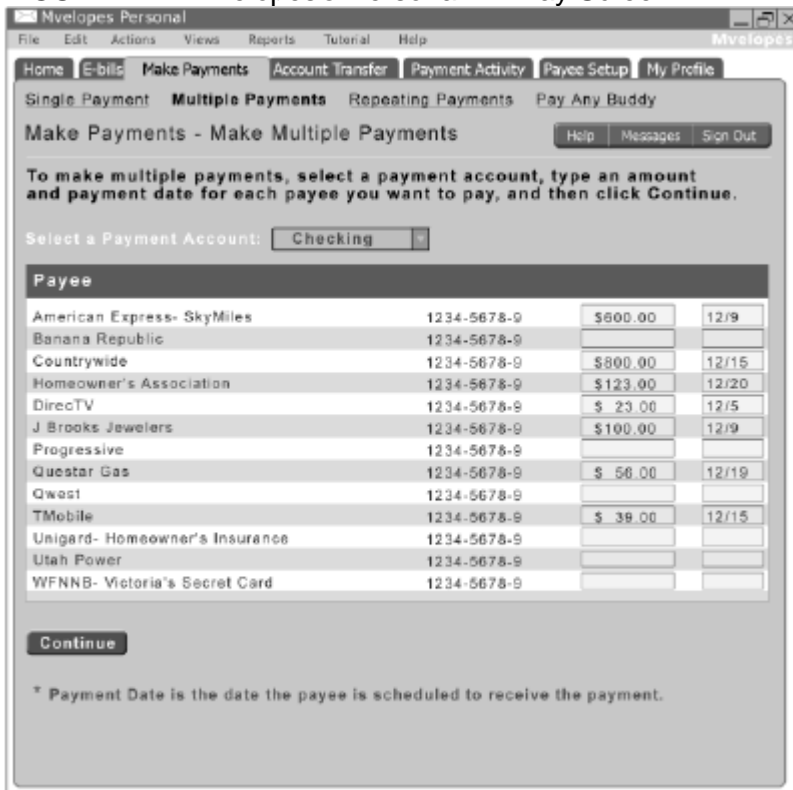 Mvelopes Personal
File Edit Actions Views Reports Tutorial Help Mvelopes
Home E-bills Make Payments Account Transfer Payment Activity Payee Setup My Profile
Single Payment Multiple Payments Repeating Payments Pay Any Buddy
Make Payments - Make Multiple Payments Help Messages Sign Out
To make multiple payments, select a payment account, type an amount
and payment date for each payee you want to pay, and then click Continue.
Select a Payment Account: Checking
Payee
American Express- SkyMiles 1234-5678-9 $600.00 12/9
Banana Republic 1234-5678-9
Countrywide 1234-5678-9 $800.00 12/15
Homeowner's Association 1234-5678-9 $123.00 12/20
DirecTV 1234-5678-9 $ 23.00 12/5
J Brooks Jewelers 1234-5678-9 $100.00 12/9
Progressive 1234-5678-9
Questar Gas 1234-5678-9 $ 56.00 12/19
Qwest 1234-5678-9
TMobile 1234-5678-9 $ 39.00 12/15
Unigard- Homeowner's Insurance 1234-5678-9
Utah Power 1234-5678-9
WFNNB- Victoria's Secret Card 1234-5678-9
Continue
* Payment Date is the date the payee is scheduled to receive the payment.